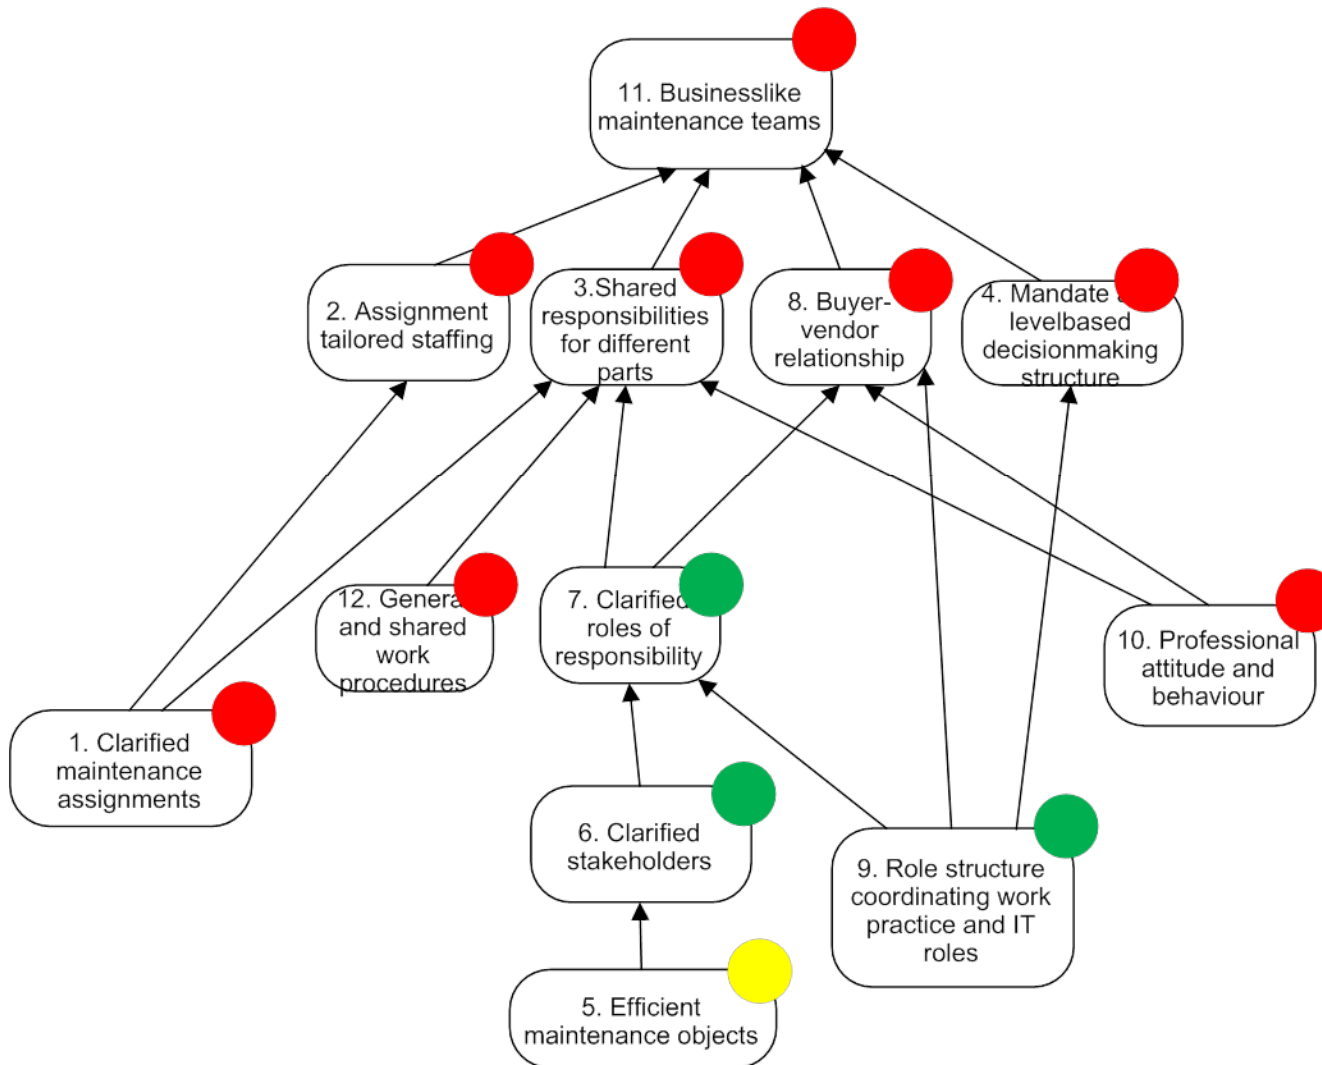 11. Businesslike
maintenance teams
2. Assignment
tailored staffing
3.Shared
responsibilities
for different
parts
8. Buyer-
vendor
relationship
4. Mandate a
levelbased
decisionmaking
structure
12. Genera
and shared
work
procedures
7. Clarified
roles of
responsibility
10. Professional
attitude and
behaviour
1. Clarified
maintenance
assignments
6. Clarified
stakeholders
9. Role structure
coordinating work
practice and IT
roles
5. Efficient
maintenance objects